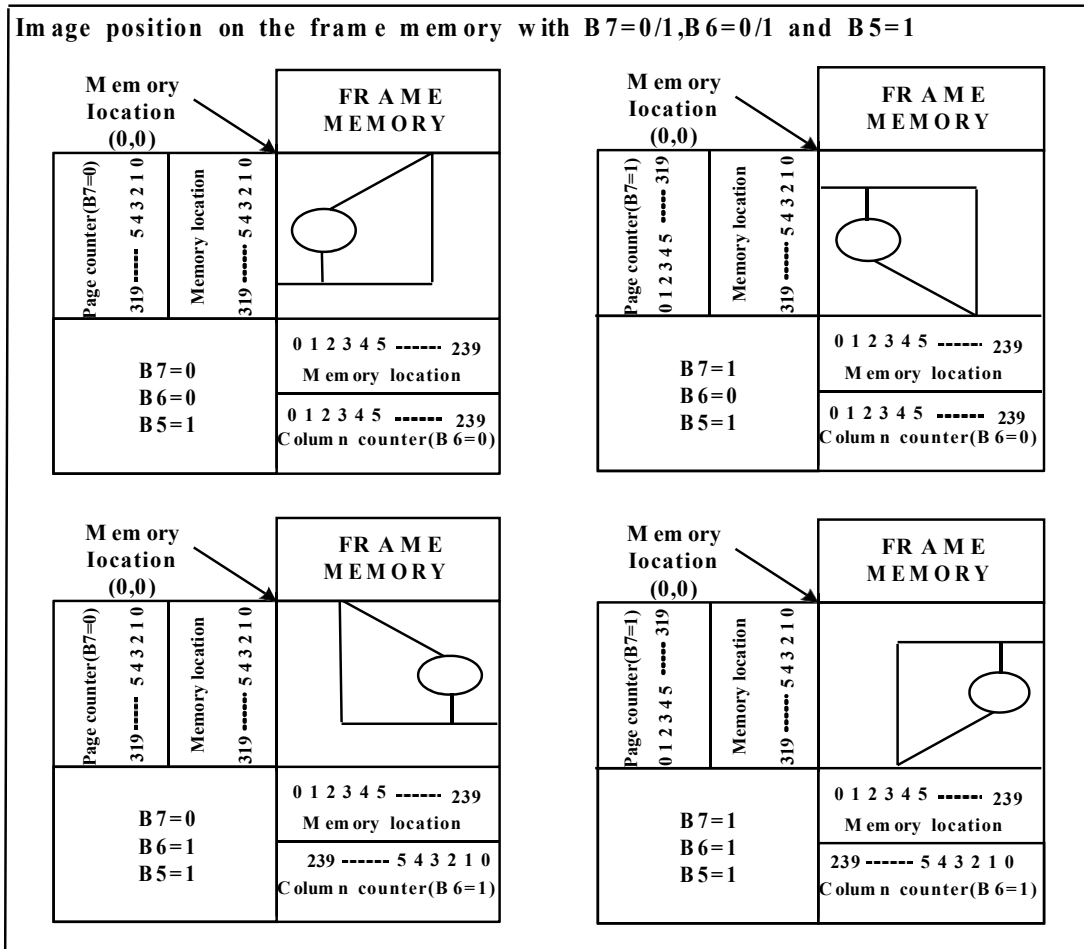 Image position on the frame memory with B7=0/1,B6=0/1 and B5=1
Memory
location
(0,0)
FRAME
MEMORY
Page counter(B7=0)
319 ------ 5 4 3 2 1 0
Memory location
319 ------ 5 4 3 2 1 0
B7=0
B6=0
B5=1
0 1 2 3 4 5 ------ 239
Memory location
0 1 2 3 4 5 ------ 239
Column counter(B6=0)
Memory
location
(0,0)
FRAME
MEMORY
Page counter(B7=1)
0 1 2 3 4 5 ------ 319
Memory location
319 ------ 5 4 3 2 1 0
B7=1
B6=0
B5=1
0 1 2 3 4 5 ------ 239
Memory location
0 1 2 3 4 5 ------ 239
Column counter(B6=0)
Memory
location
(0,0)
FRAME
MEMORY
Page counter(B7=0)
319 ------ 5 4 3 2 1 0
Memory location
319 ------ 5 4 3 2 1 0
B7=0
B6=1
B5=1
0 1 2 3 4 5 ------ 239
Memory location
239 ------ 5 4 3 2 1 0
Column counter(B6=1)
Memory
location
(0,0)
FRAME
MEMORY
Page counter(B7=1)
0 1 2 3 4 5 ------ 319
Memory location
319 ------ 5 4 3 2 1 0
B7=1
B6=1
B5=1
0 1 2 3 4 5 ------ 239
Memory location
239 ------ 5 4 3 2 1 0
Column counter(B6=1)